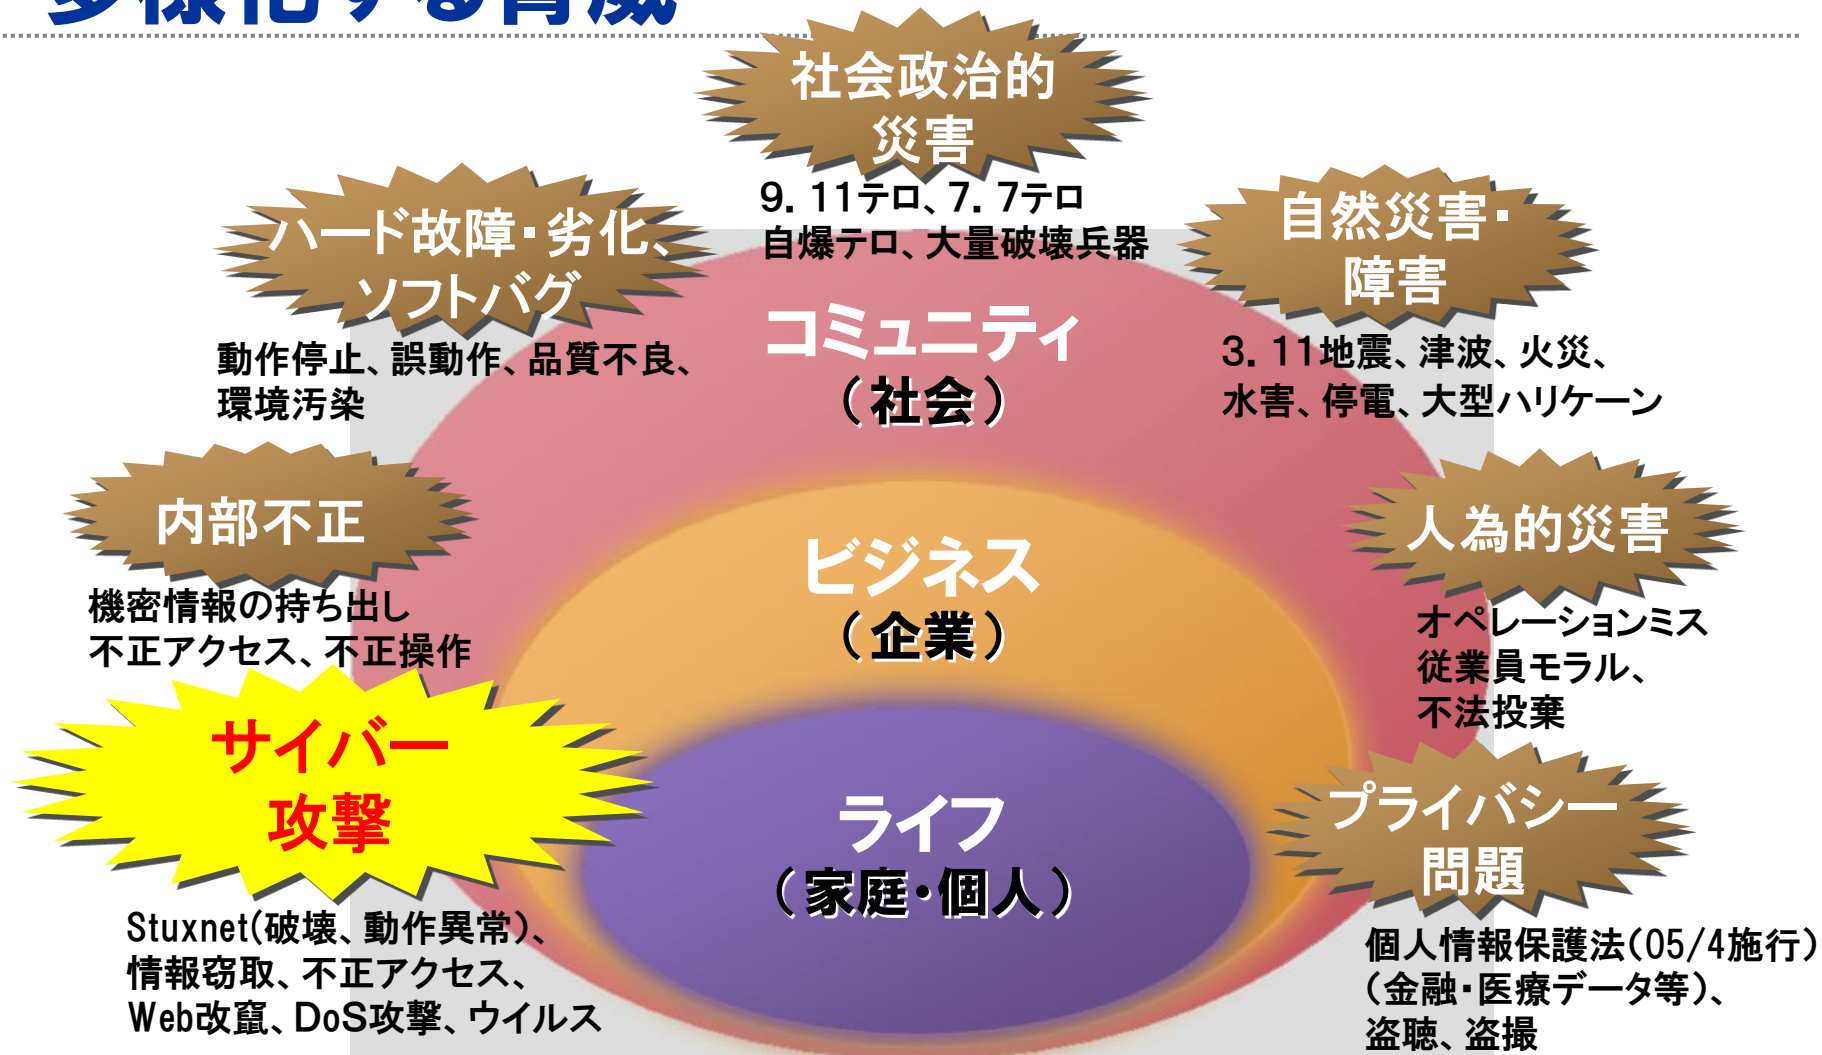 多様化する脅威
社会政治的
災害
9．11テロ、7．7テロ
自爆テロ、大量破壊兵器
ハード故障・劣化、
ソフトバグ
動作停止、誤動作、品質不良、
環境汚染
自然災害・
障害
3．11地震、津波、火災、
水害、停電、大型ハリケーン
コミュニティ
（社会）
内部不正
機密情報の持ち出し
不正アクセス、不正操作
人為的災害
オペレーションミス
従業員モラル、
不法投棄
ビジネス
（企業）
サイバー
攻撃
Stuxnet(破壊、動作異常)、
情報窃取、不正アクセス、
Web改竄、DoS攻撃、ウイルス
ライフ
（家庭・個人）
プライバシー
問題
個人情報保護法（05/4施行）
（金融・医療データ等）、
盗聴、盗撮